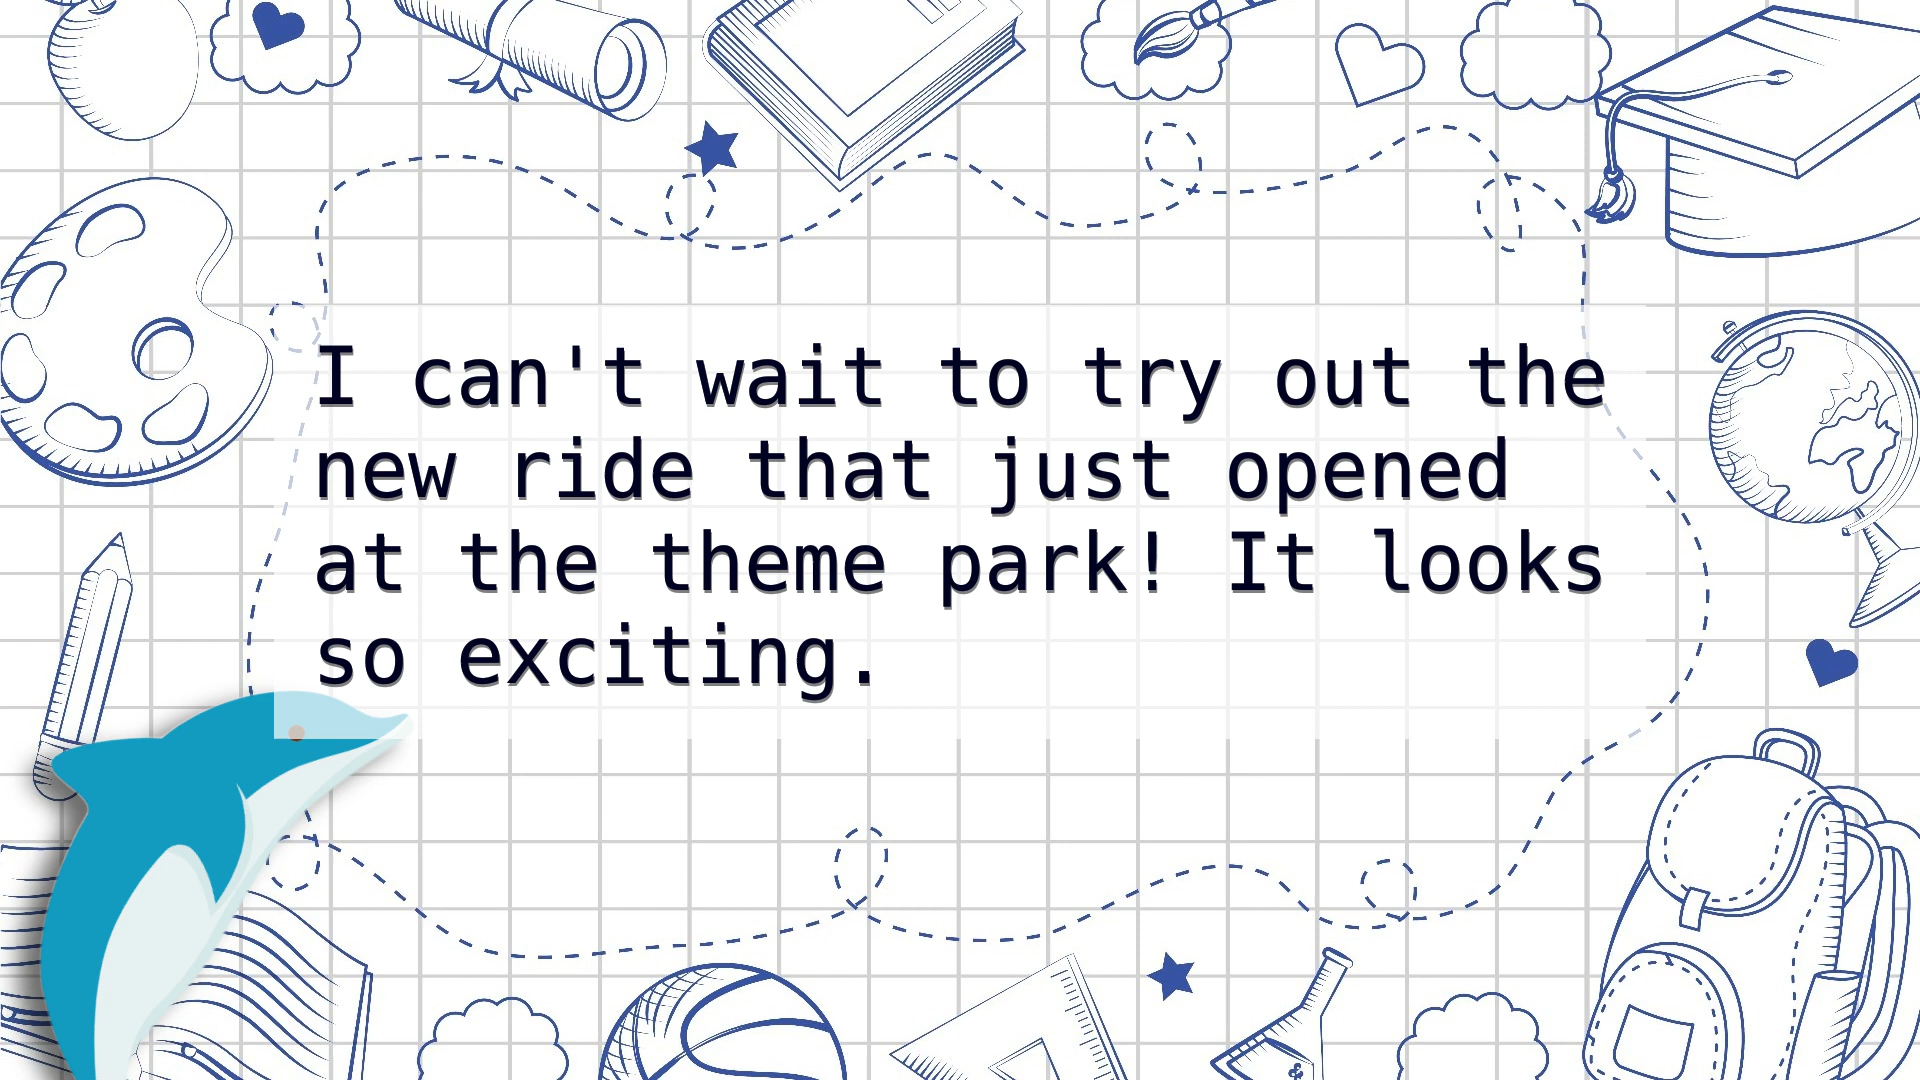 I can't wait to try out the
new ride that just opened
at the theme park! It looks
so exciting.